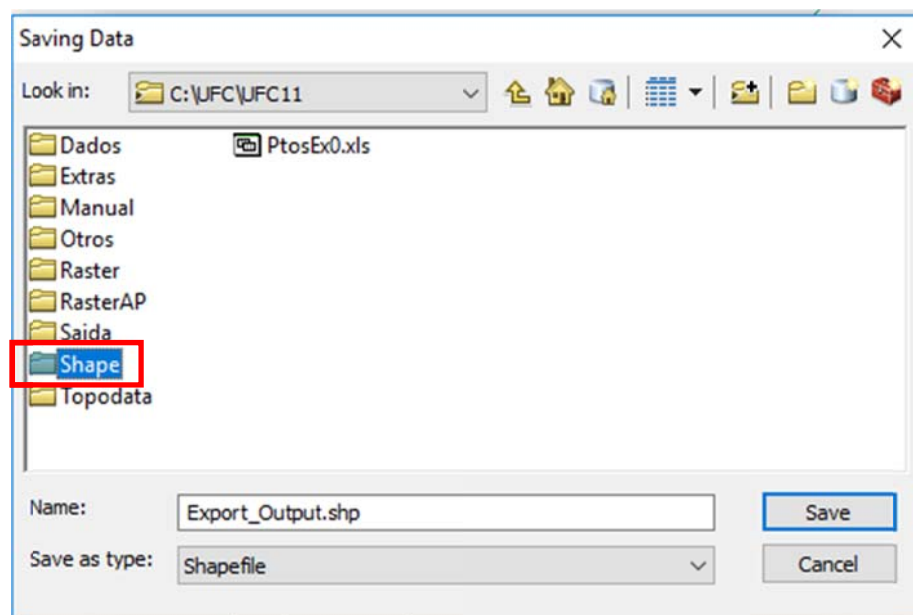 Saving Data
Look in: C:\UFC\UFC11
Dados PtosEx0.xls
Extras
Manual
Otros
Raster
RasterAP
Saida
Shape
Topodata
Name: Export_Output.shp Save
Save as type: Shapefile Cancel